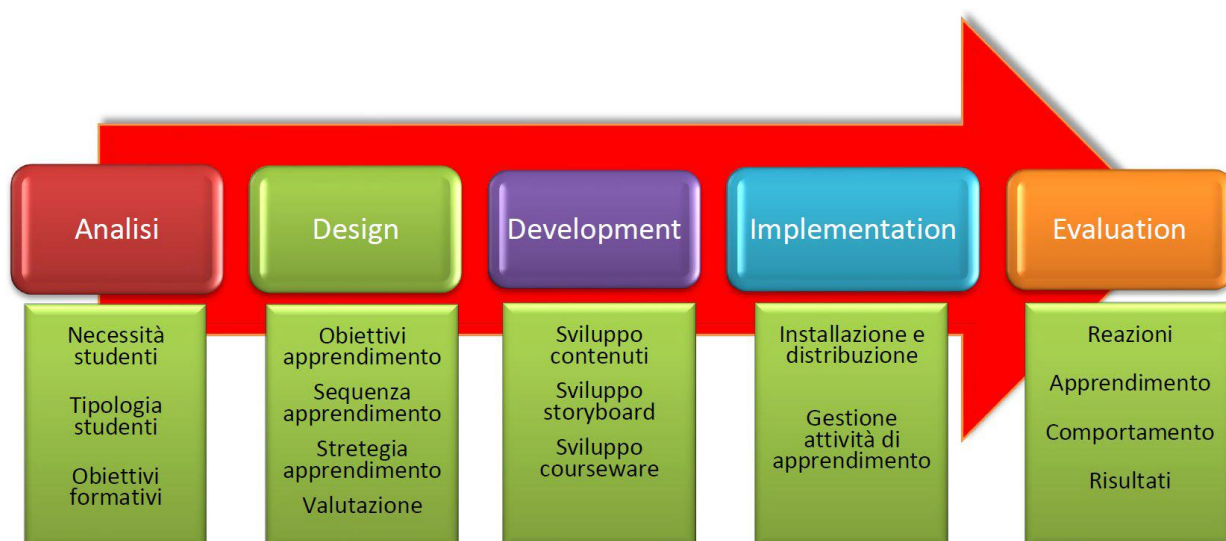 Analisi
Design
Development
Implementation
Evaluation
Necessità
studenti
Tipologia
studenti
Obiettivi
formativi
Obiettivi
apprendimento
Sequenza
apprendimento
Stretegia
apprendimento
Valutazione
Sviluppo
contenuti
Sviluppo
storyboard
Sviluppo
courseware
Installazione e
distribuzione
Gestione
attività di
apprendimento
Reazioni
Apprendimento
Comportamento
Risultati